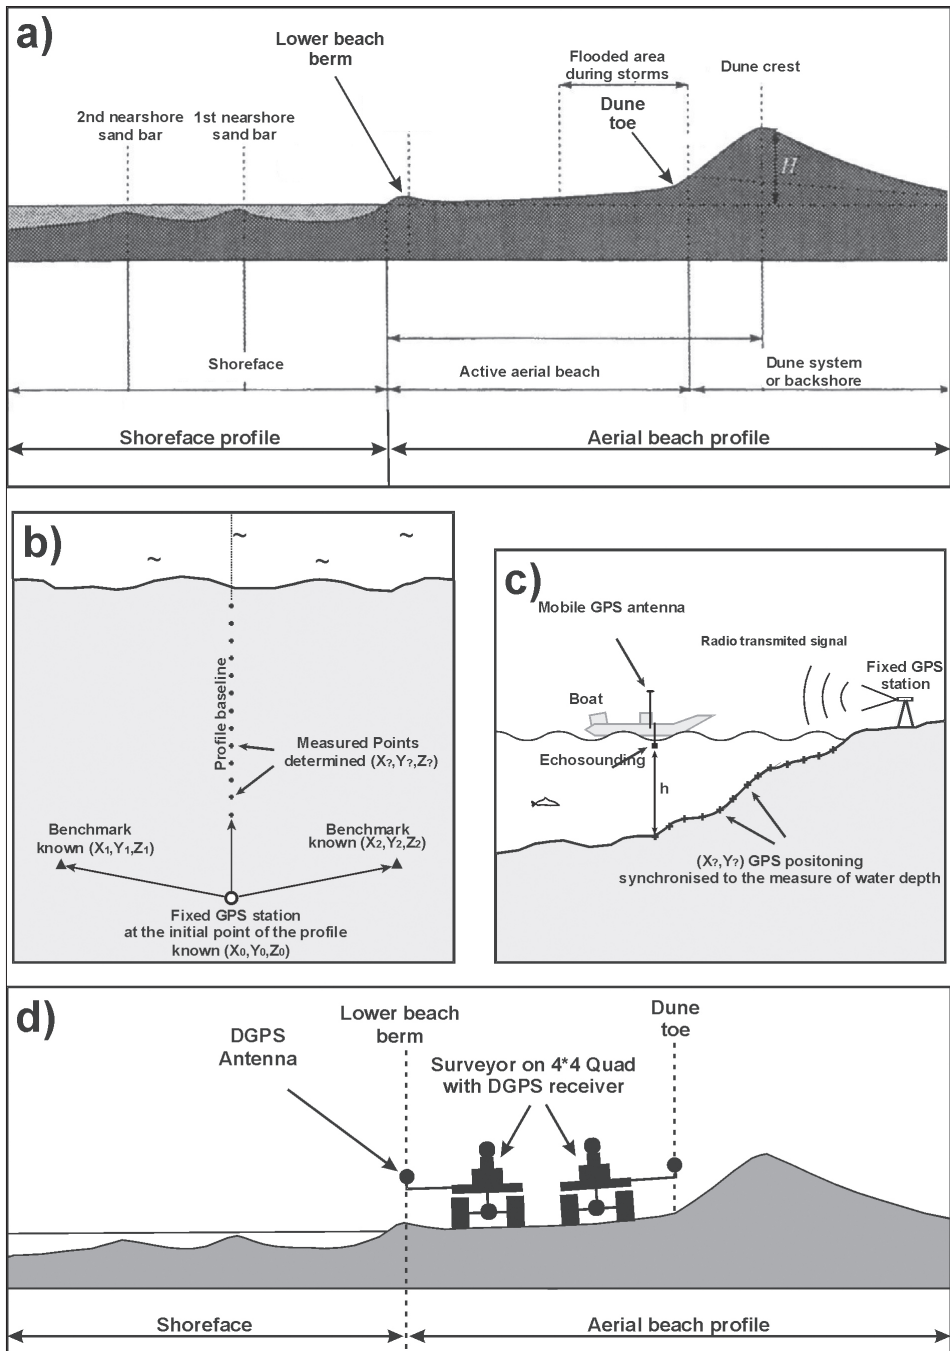 a)
Lower beach
berm
Flooded area
during storms
Dune crest
2nd nearshore
sand bar
1st nearshore
sand bar
Dune
toe
H
Shoreface
Active aerial beach
Dune system
or backshore
Shoreface profile
Aerial beach profile
b)
~
~
~
~
Profile baseline
Measured Points
determined (X?,Y?,Z?)
Benchmark
known (X1,Y1,Z1)
Benchmark
known (X2,Y2,Z2)
Fixed GPS station
at the initial point of the profile
known (X0,Y0,Z0)
c)
Mobile GPS antenna
Radio transmited signal
Fixed GPS
station
Boat
Echosounding
h
(X?,Y?) GPS positoning
synchronised to the measure of water depth
d)
DGPS
Antenna
Lower beach
berm
Surveyor on 4*4 Quad
with DGPS receiver
Dune
toe
Shoreface
Aerial beach profile